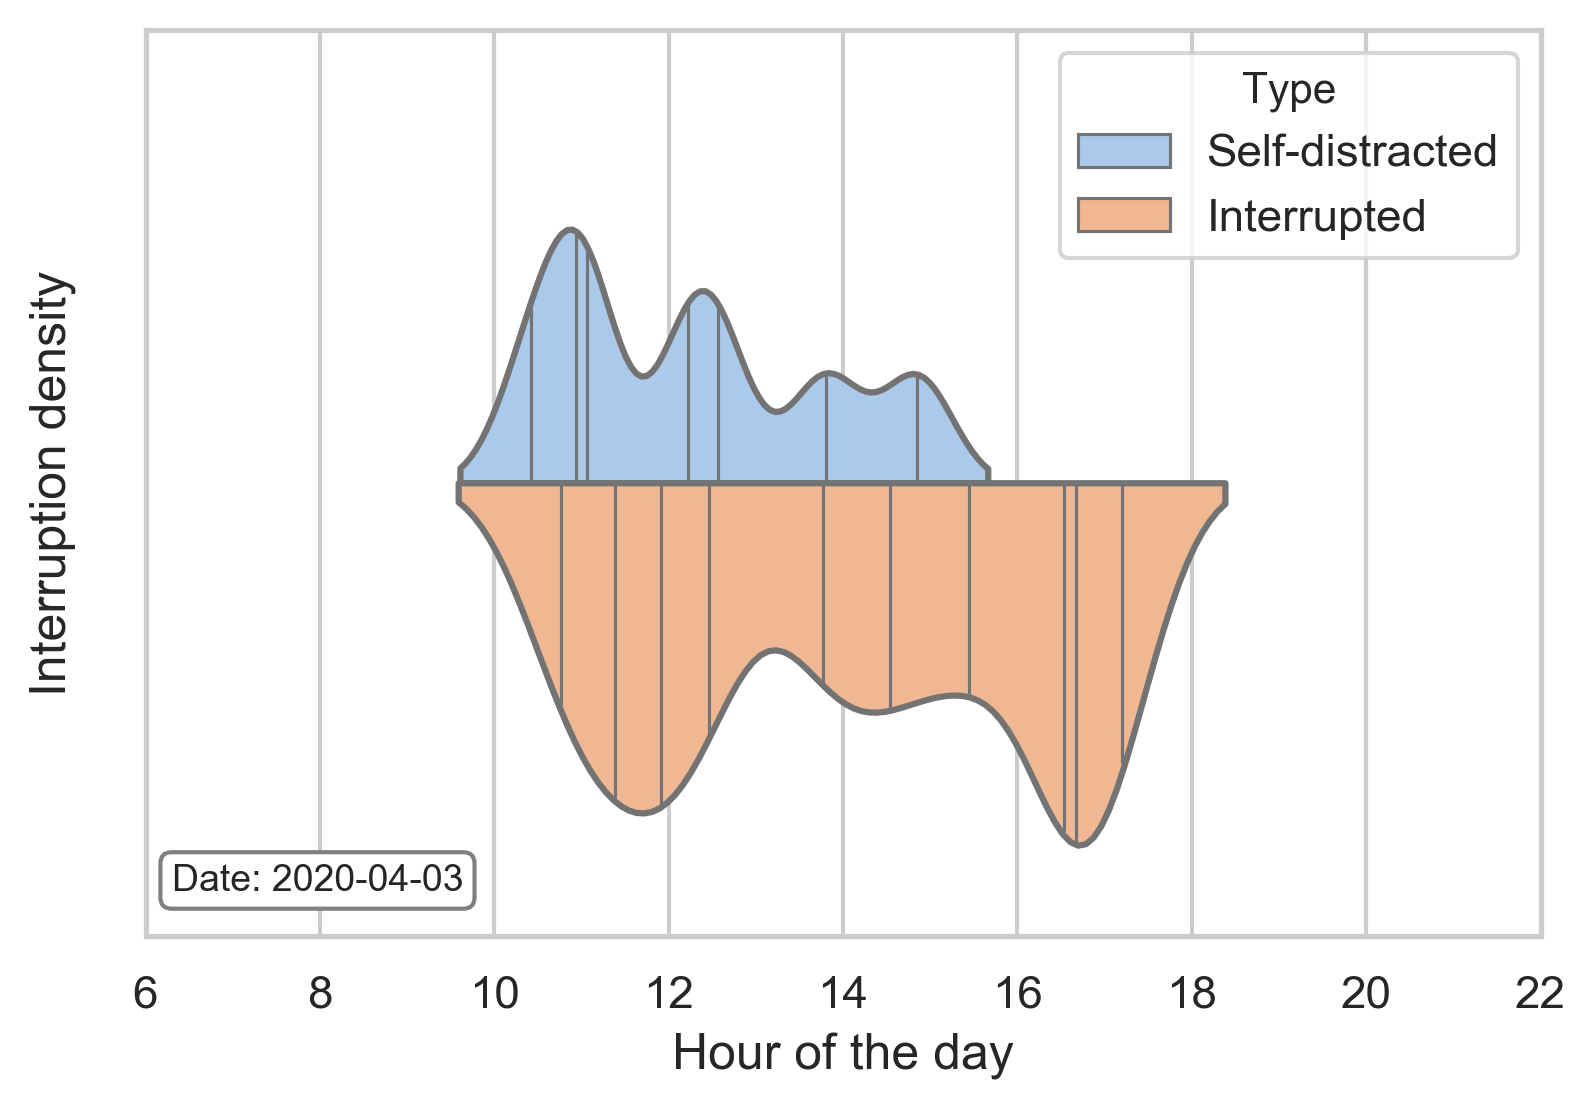 Type
Self-distracted
Interrupted
Interruption density
Date: 2020-04-03
6 8 10 12 14 16 18 20 22
Hour of the day